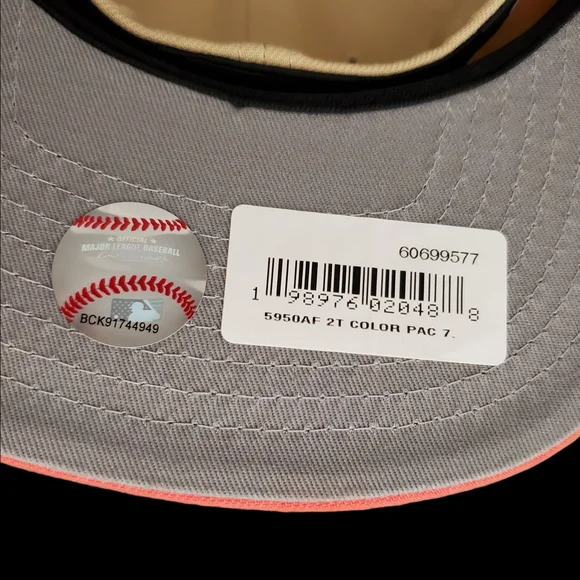 OFFICIAL
MAJOR LEAGUE BASEBALL
BCK91744949
60699577
1 98976 02048 8
5950AF 2T COLOR PAC 7.